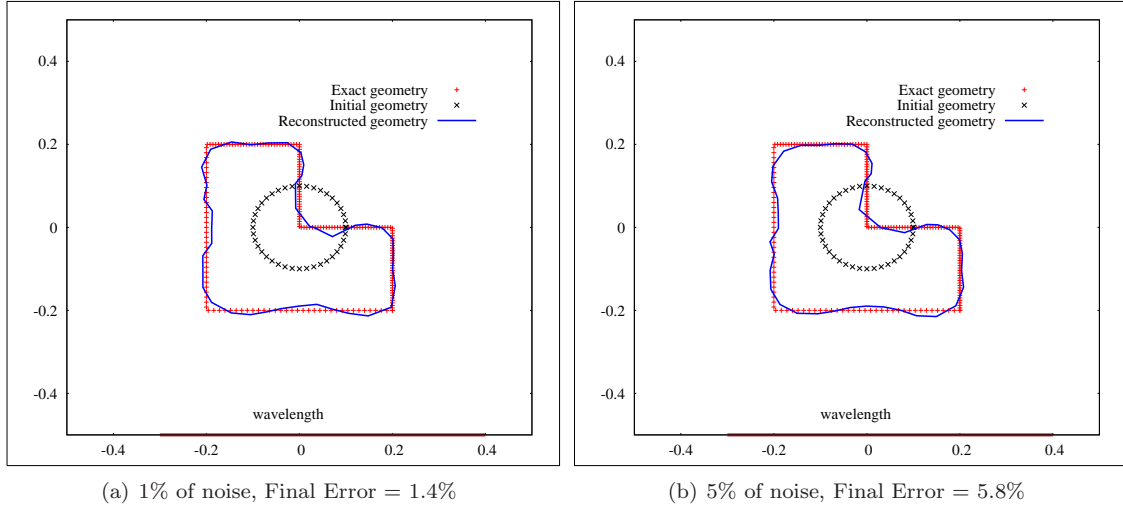 0.4
0.2
0
-0.2
-0.4
-0.4 -0.2 0 0.2 0.4
Exact geometry
Initial geometry
Reconstructed geometry
wavelength
(a) 1% of noise, Final Error = 1.4%
0.4
0.2
0
-0.2
-0.4
-0.4 -0.2 0 0.2 0.4
Exact geometry
Initial geometry
Reconstructed geometry
wavelength
(b) 5% of noise, Final Error = 5.8%